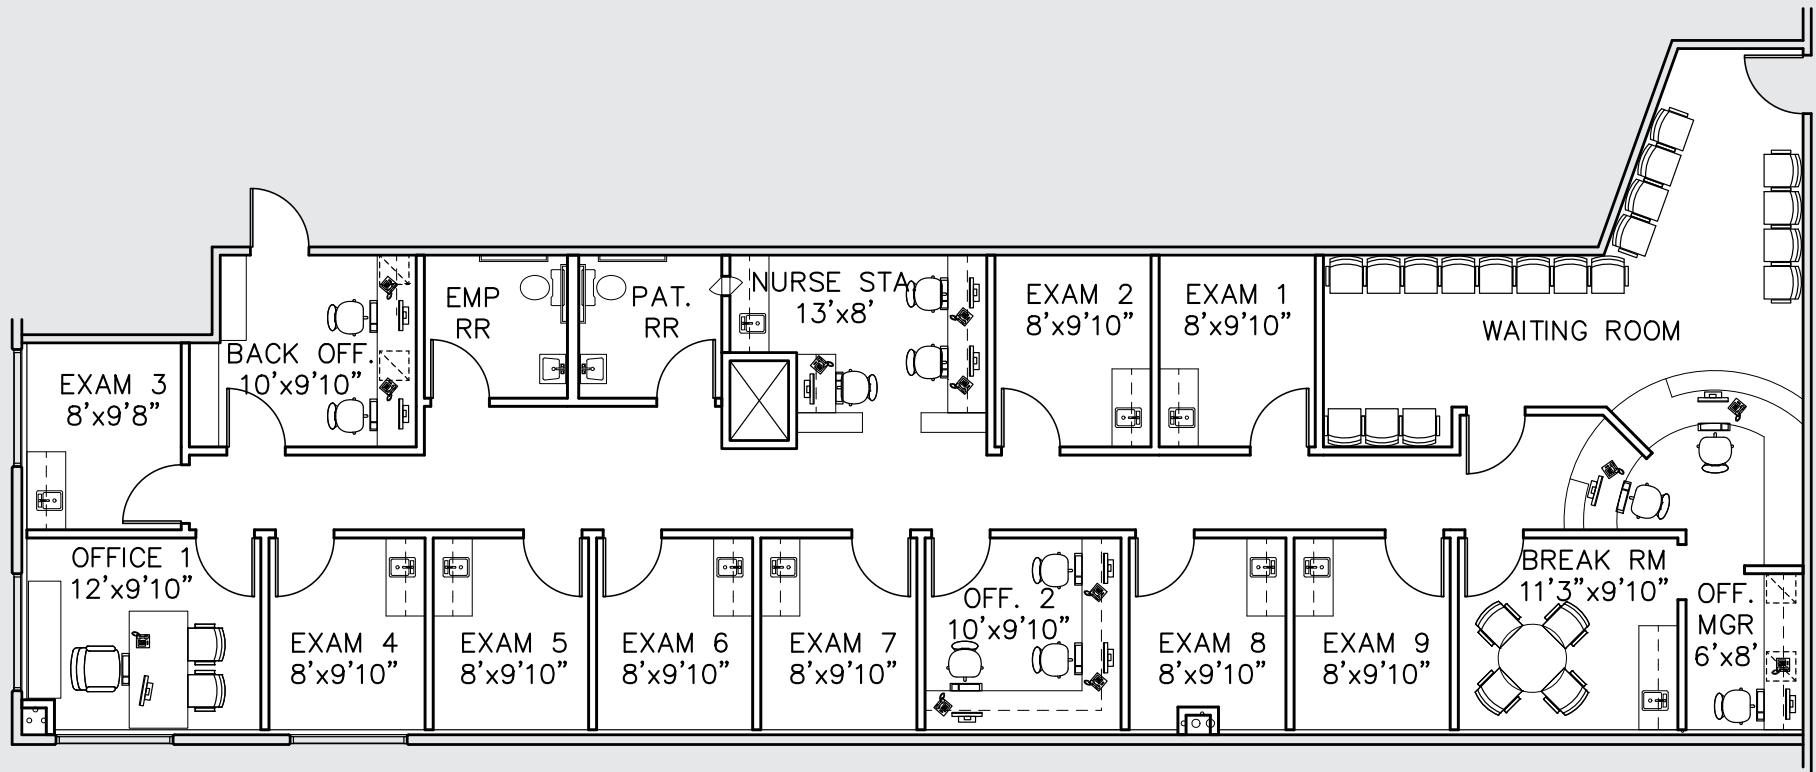 NURSE STA
13'x8'
EMP
RR
PAT.
RR
EXAM 2
8'x9'10"
EXAM 1
8'x9'10"
WAITING ROOM
BACK OFF.
10'x9'10"
EXAM 3
8'x9'8"
OFFICE 1
12'x9'10"
EXAM 4
8'x9'10"
EXAM 5
8'x9'10"
EXAM 6
8'x9'10"
EXAM 7
8'x9'10"
OFF. 2
10'x9'10"
EXAM 8
8'x9'10"
EXAM 9
8'x9'10"
BREAK RM
11'3"x9'10"
OFF.
MGR
6'x8'